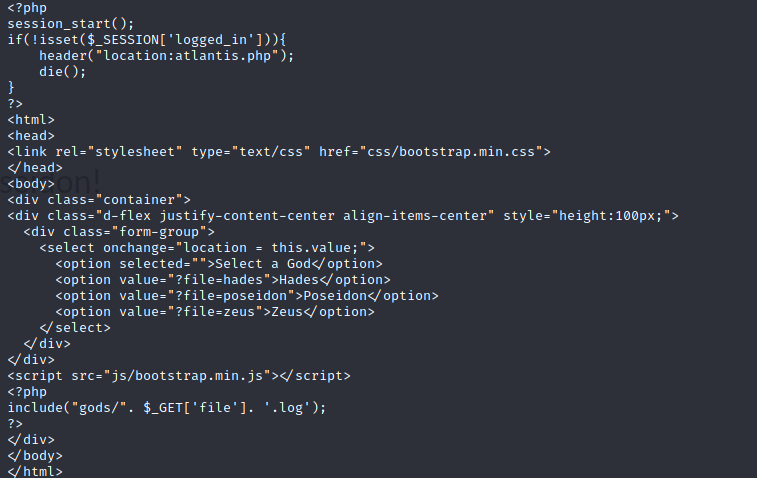 <?php
session_start();
if(!isset($_SESSION['logged_in'])){
    header("location:atlantis.php");
    die();
}
?>
<html>
<head>
<link rel="stylesheet" type="text/css" href="css/bootstrap.min.css">
</head>
<body>
<div class="container">
<div class="d-flex justify-content-center align-items-center" style="height:100px;">
  <div class="form-group">
    <select onchange="location = this.value;">
      <option selected="">Select a God</option>
      <option value="?file=hades">Hades</option>
      <option value="?file=poseidon">Poseidon</option>
      <option value="?file=zeus">Zeus</option>
    </select>
  </div>
</div>
<script src="js/bootstrap.min.js"></script>
<?php
include("gods/". $_GET['file']. '.log');
?>
</div>
</body>
</html>